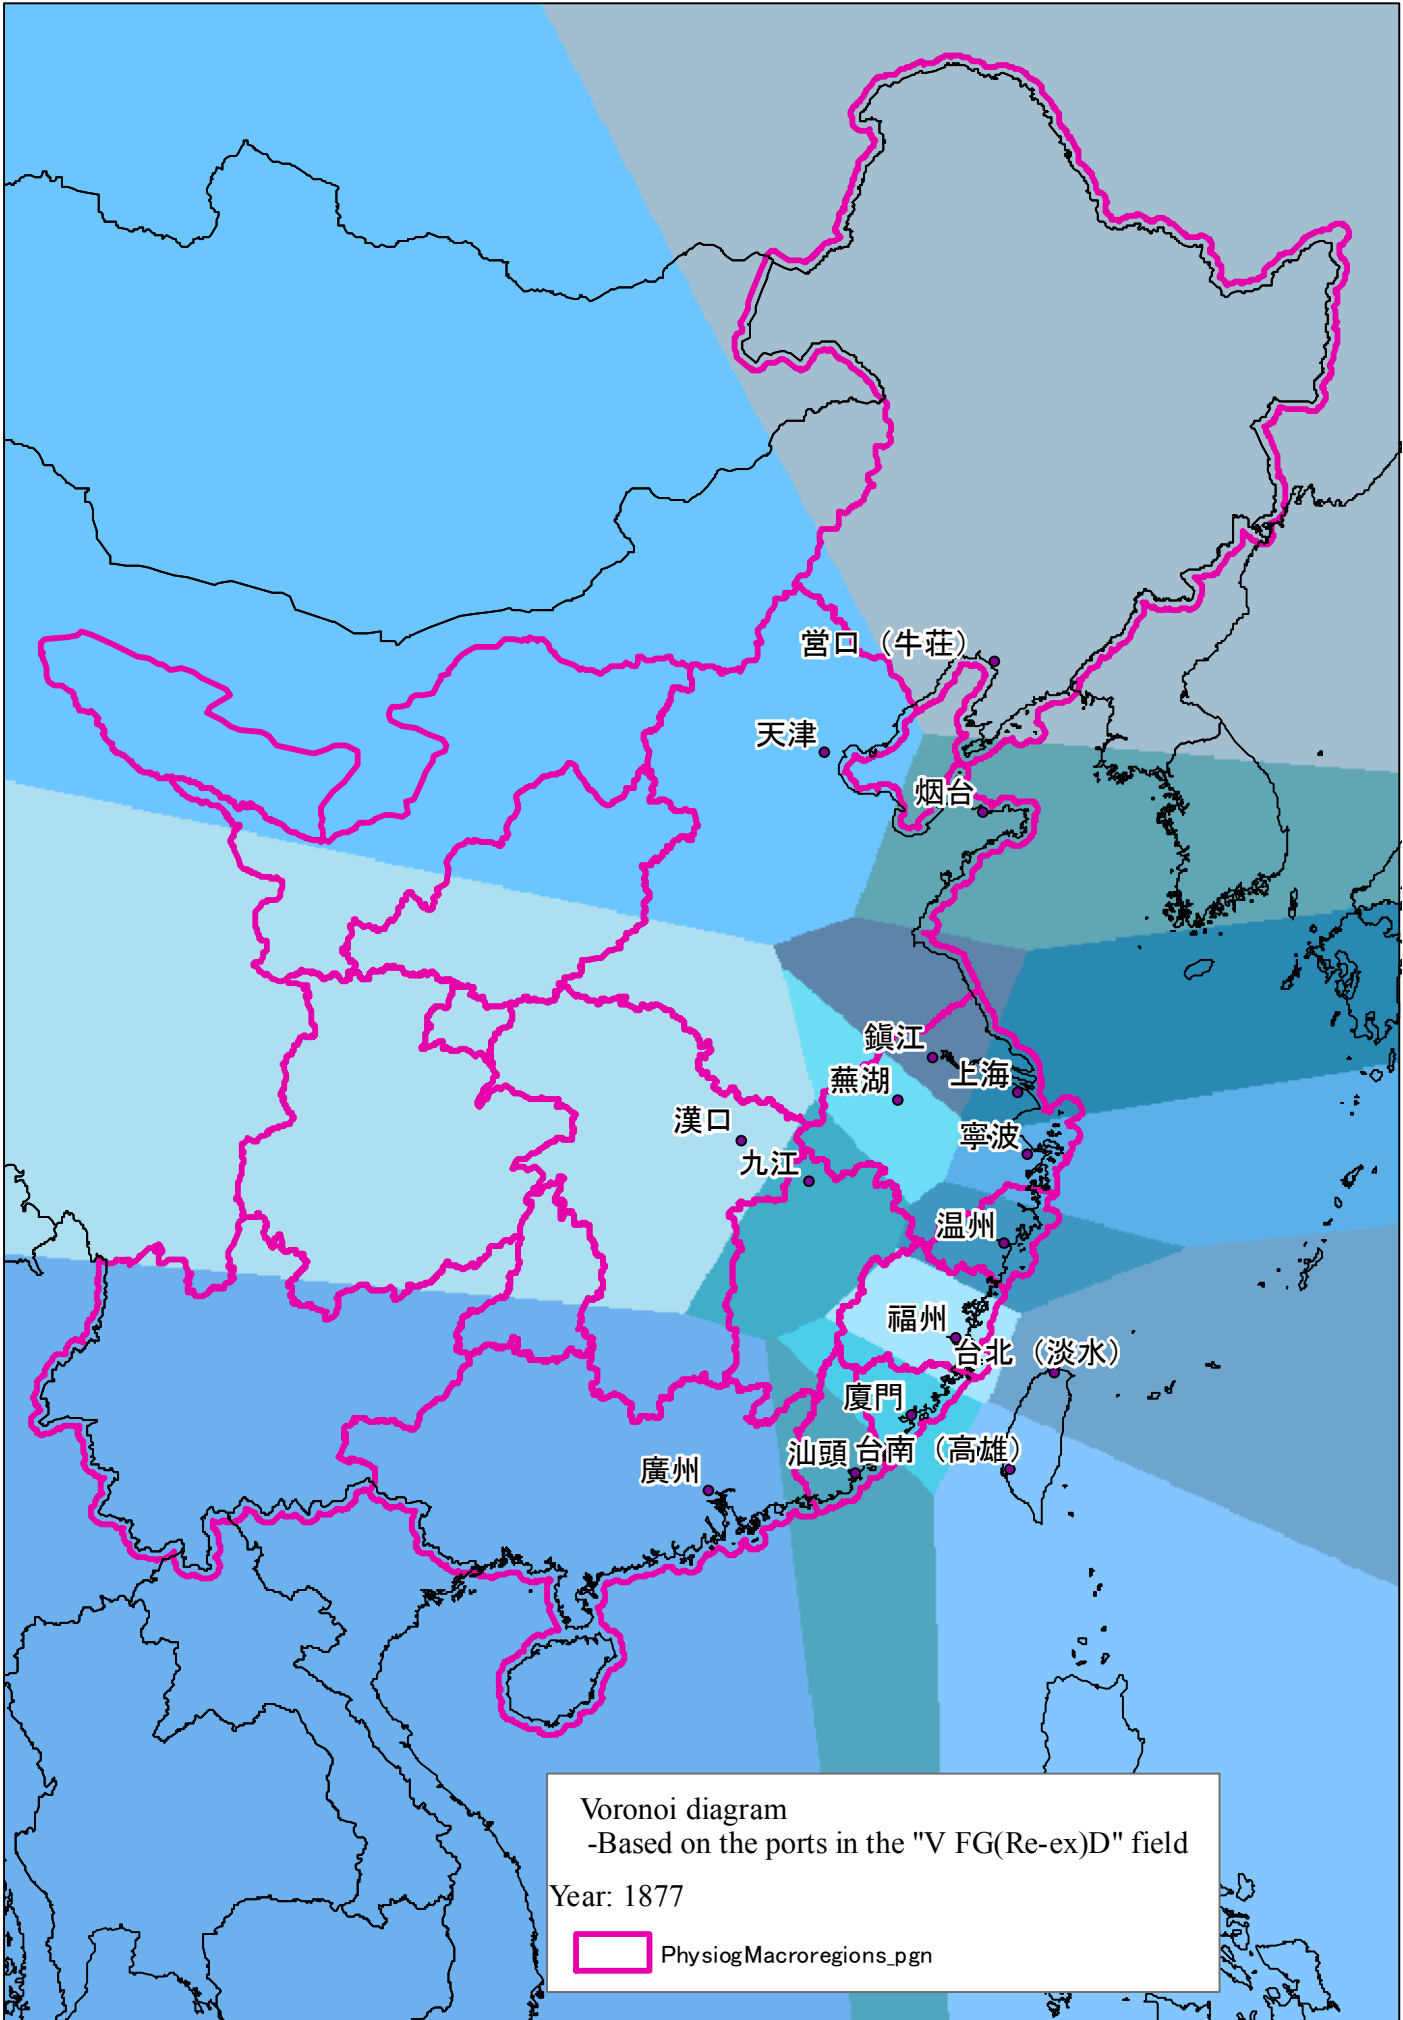 営口（牛荘）
天津
烟台
鎮江
上海
蕪湖
漢口
寧波
九江
温州
福州
台北（淡水）
廈門
汕頭
台南（高雄）
廣州
Voronoi diagram
-Based on the ports in the "V FG(Re-ex)D" field
Year: 1877
PhysiogMacroregions_pgn